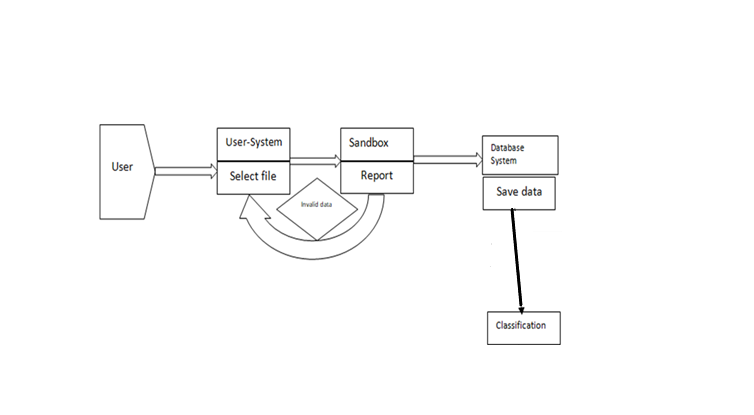 User
User-System
Select file
Sandbox
Report
Invalid data
Database
System
Save data
Classification